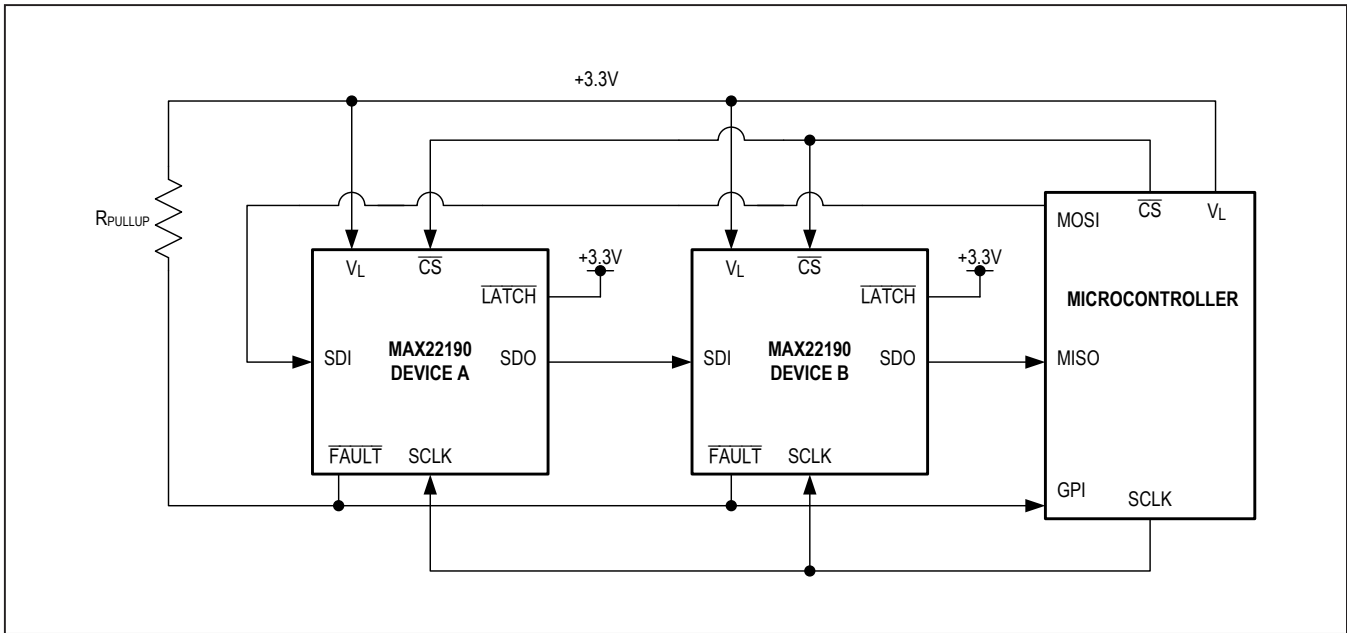 +3.3V
RPULLUP
VL
CS
+3.3V
LATCH
SDI
MAX22190
DEVICE A
SDO
FAULT
SCLK
VL
CS
+3.3V
LATCH
SDI
MAX22190
DEVICE B
SDO
FAULT
SCLK
MOSI
CS
VL
MICROCONTROLLER
MISO
GPI
SCLK